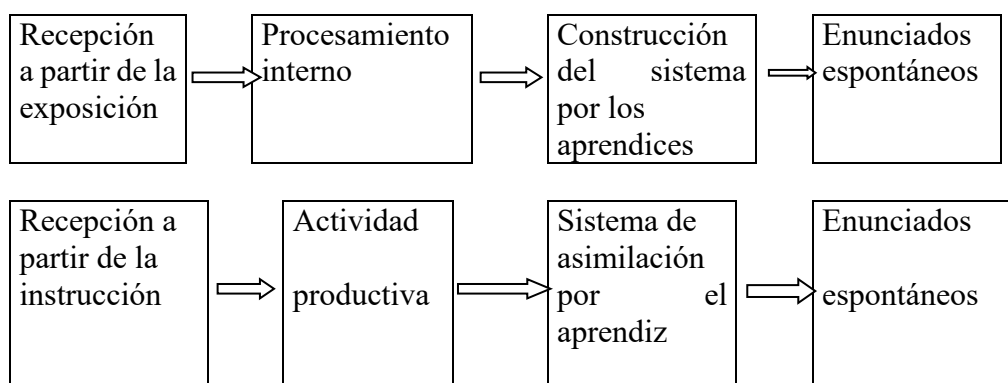 Recepción
a partir de la
exposición
Procesamiento
interno
Construcción
del sistema
por los
aprendices
Enunciados
espontáneos
Recepción a
partir de la
instrucción
Actividad
productiva
Sistema de
asimilación
por el
aprendiz
Enunciados
espontáneos